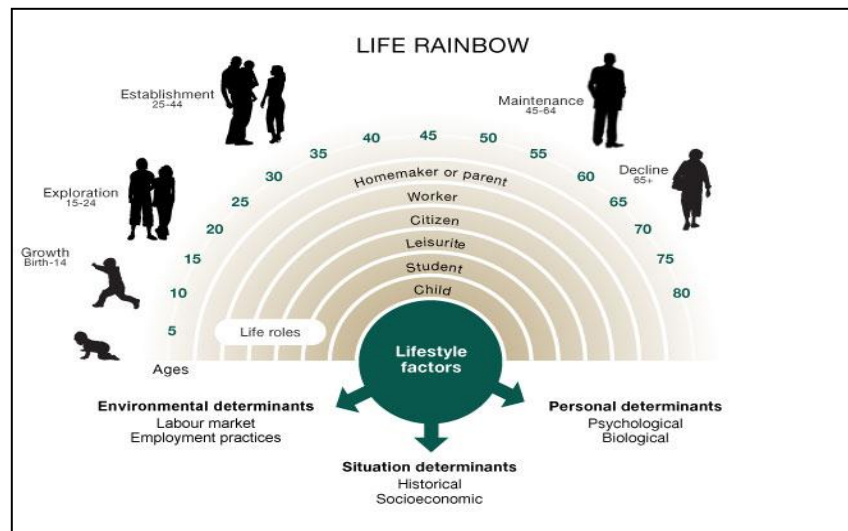 LIFE RAINBOW
Establishment
25-44
Maintenance
45-64
Exploration
15-24
Decline
65+
Growth
Birth-14
5
10
15
20
25
30
35
40
45
50
55
60
65
70
75
80
Homemaker or parent
Worker
Citizen
Leisurite
Student
Child
Life roles
Ages
Lifestyle
factors
Environmental determinants
Labour market
Employment practices
Situation determinants
Historical
Socioeconomic
Personal determinants
Psychological
Biological